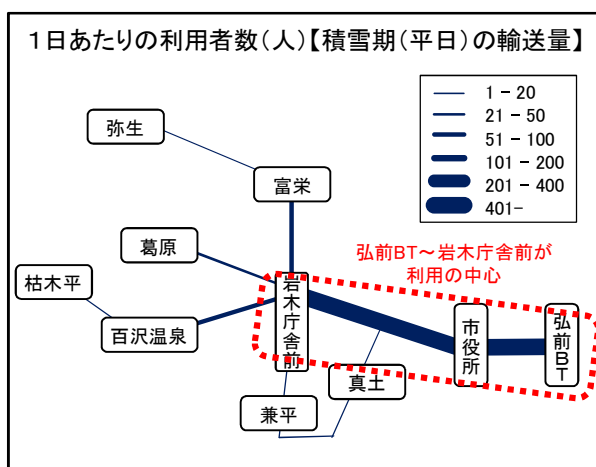 １日あたりの利用者数（人）【積雪期（平日）の輸送量】
1 － 20
21 － 50
51 － 100
101 － 200
201 － 400
401－
弥生
富栄
葛原
弘前BT～岩木庁舎前が
利用の中心
枯木平
百沢温泉
岩木庁舎前
市役所
弘前ＢＴ
真土
兼平